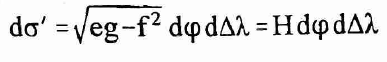 dσ′ = √eg−f² dφ dΔλ = H dφ dΔλ